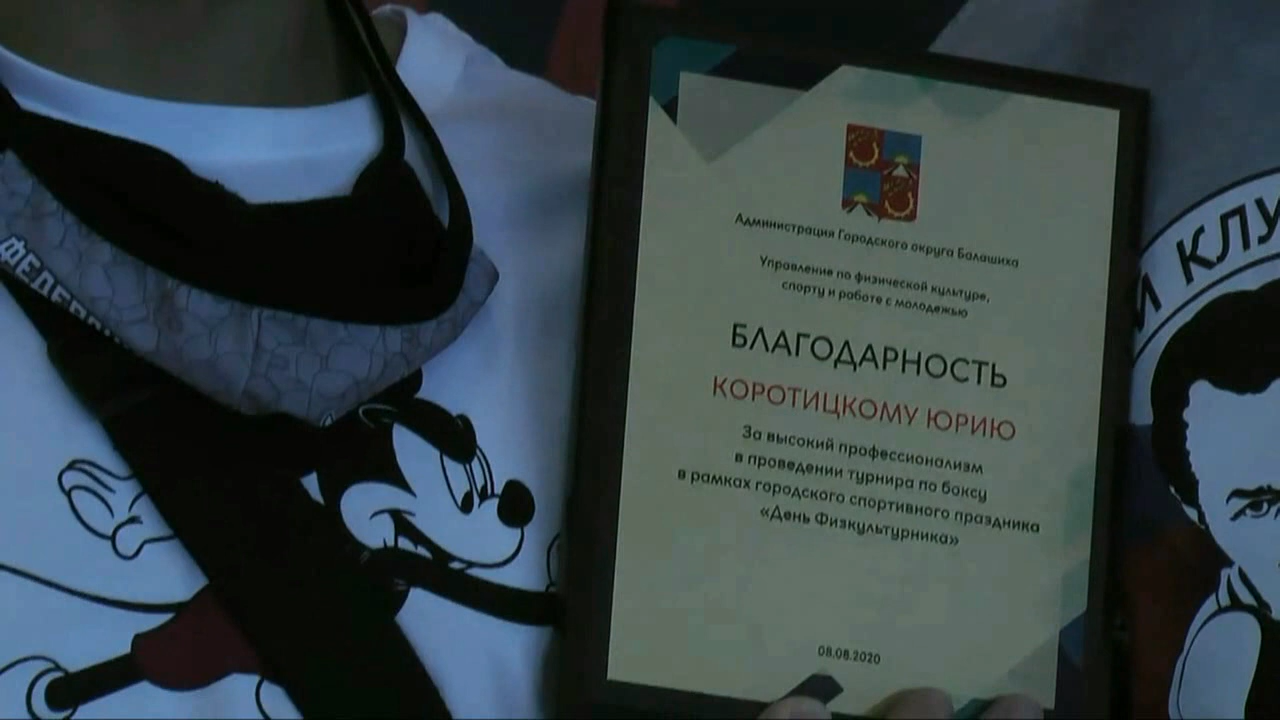 Администрация Городского округа Балашиха
Управление по физической культуре,
спорту и работе с молодежью
БЛАГОДАРНОСТЬ
КОРОТИЦКОМУ ЮРИЮ
За высокий профессионализм
в проведении турнира по боксу
в рамках городского спортивного праздника
«День Физкультурника»
08.08.2020